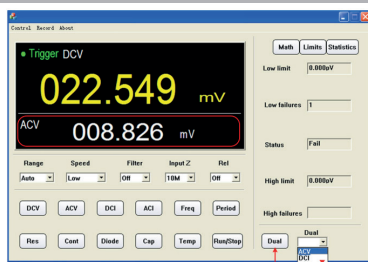 Control Record About
Trigger DCV
022.549 mV
ACV
008.826 mV
Range Speed Filter Input Z Rel
Auto Low Off 10M Off
DCV ACV DCI ACI Freq Period
Res Cont Diode Cap Temp Run/Stop
Math Limits Statistics
Low limit 0.000pV
Low failures 1
Status Fail
High limit 0.000pV
High failures
Dual
Dual
ACV
DCI